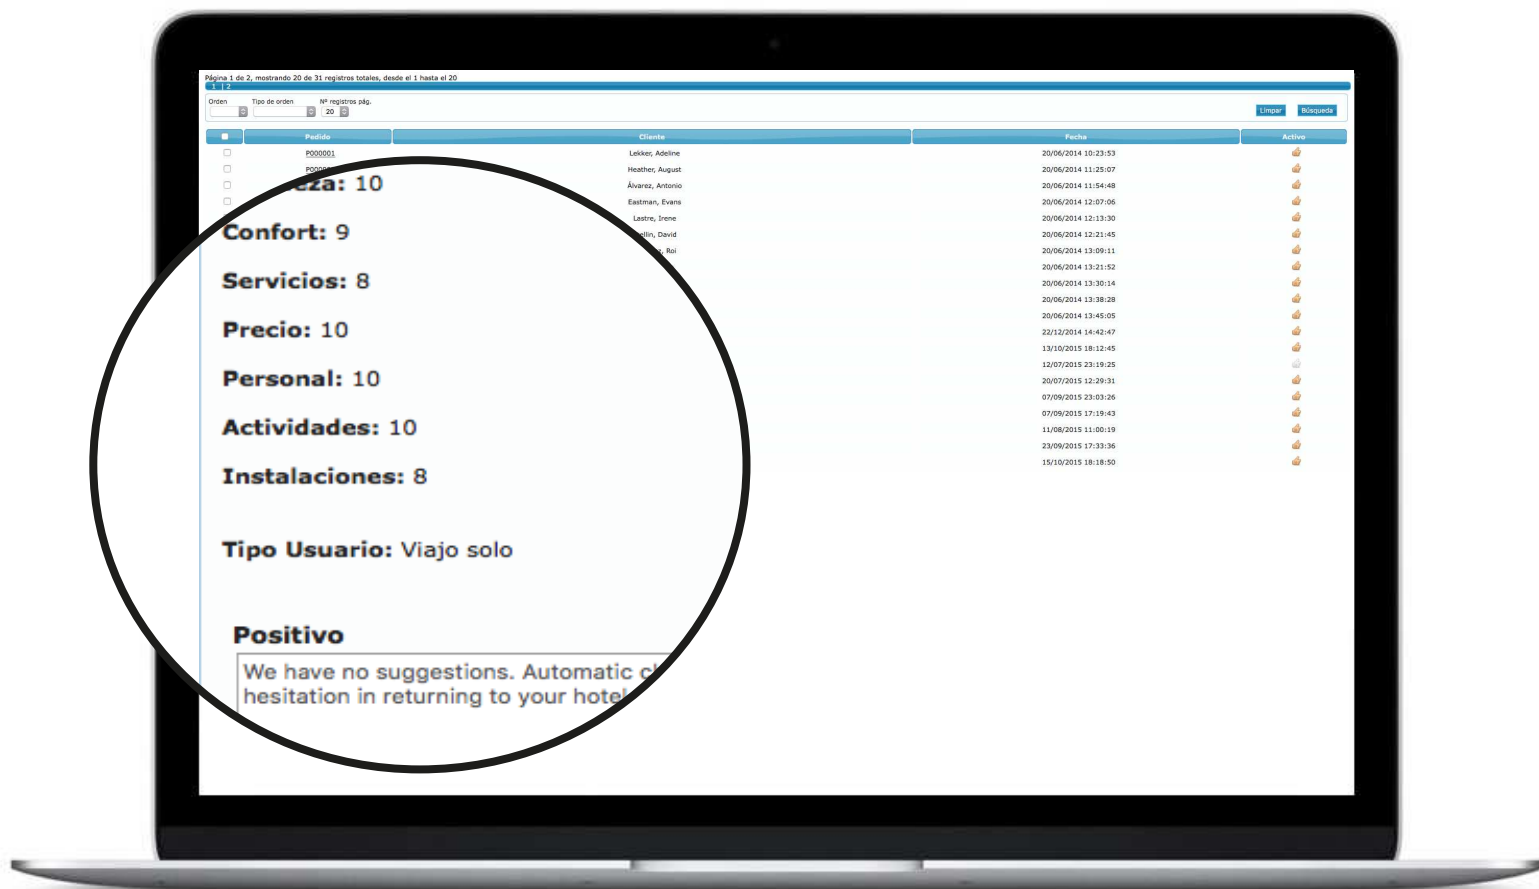 Página 1 de 2, mostrando 20 de 31 registros totales, desde el 1 hasta el 20
1 | 2
Orden Tipo de orden Nº registros pág.
20 Limpar Búsqueda
Pedido Cliente Fecha Activo
P000001 Lekker, Adeline 20/06/2014 10:23:53
Heather, August 20/06/2014 11:25:07
Álvarez, Antonio 20/06/2014 11:54:48
Eastman, Evans 20/06/2014 12:07:06
Lastre, Irene 20/06/2014 12:13:30
David 20/06/2014 12:21:45
Roi 20/06/2014 13:09:11
20/06/2014 13:21:52
20/06/2014 13:30:14
20/06/2014 13:38:28
20/06/2014 13:45:05
22/12/2014 14:42:47
13/10/2015 18:12:45
12/07/2015 23:19:25
20/07/2015 12:29:31
07/09/2015 23:03:26
07/09/2015 17:19:43
11/08/2015 11:00:19
23/09/2015 17:33:36
15/10/2015 18:18:50
10
Confort: 9
Servicios: 8
Precio: 10
Personal: 10
Actividades: 10
Instalaciones: 8
Tipo Usuario: Viajo solo
Positivo
We have no suggestions. Automatic
hesitation in returning to your hotel